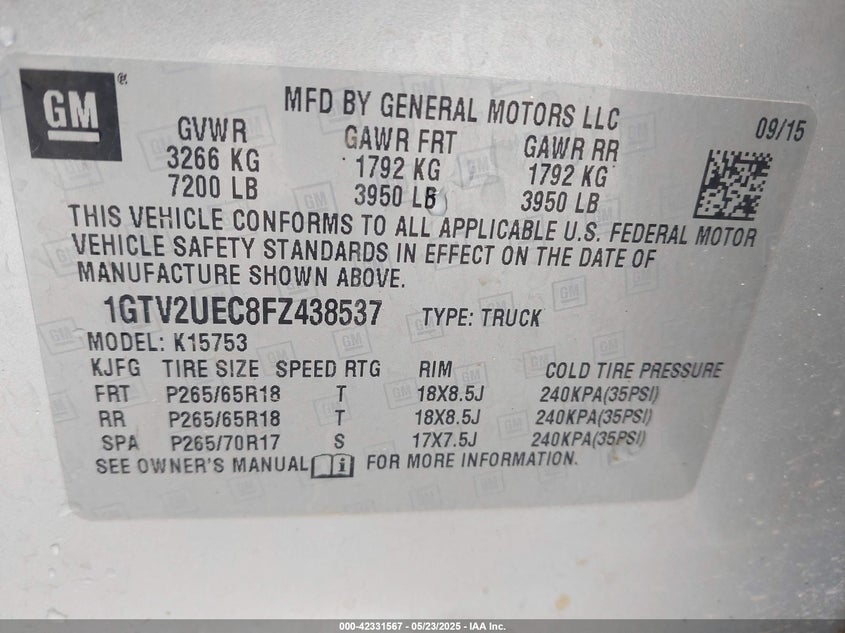 GM ®
MFD BY GENERAL MOTORS LLC
09/15
GVWR GAWR FRT GAWR RR
3266 KG 1792 KG 1792 KG
7200 LB 3950 LB 3950 LB
THIS VEHICLE CONFORMS TO ALL APPLICABLE U.S. FEDERAL MOTOR
VEHICLE SAFETY STANDARDS IN EFFECT ON THE DATE OF
MANUFACTURE SHOWN ABOVE.
1GTV2UEC8FZ438537 TYPE: TRUCK
MODEL: K15753
KJFG TIRE SIZE SPEED RTG RIM COLD TIRE PRESSURE
FRT P265/65R18 T 18X8.5J 240KPA(35PSI)
RR P265/65R18 T 18X8.5J 240KPA(35PSI)
SPA P265/70R17 S 17X7.5J 240KPA(35PSI)
SEE OWNER'S MANUAL i FOR MORE INFORMATION.
000-42331567 - 05/23/2025 - IAA Inc.